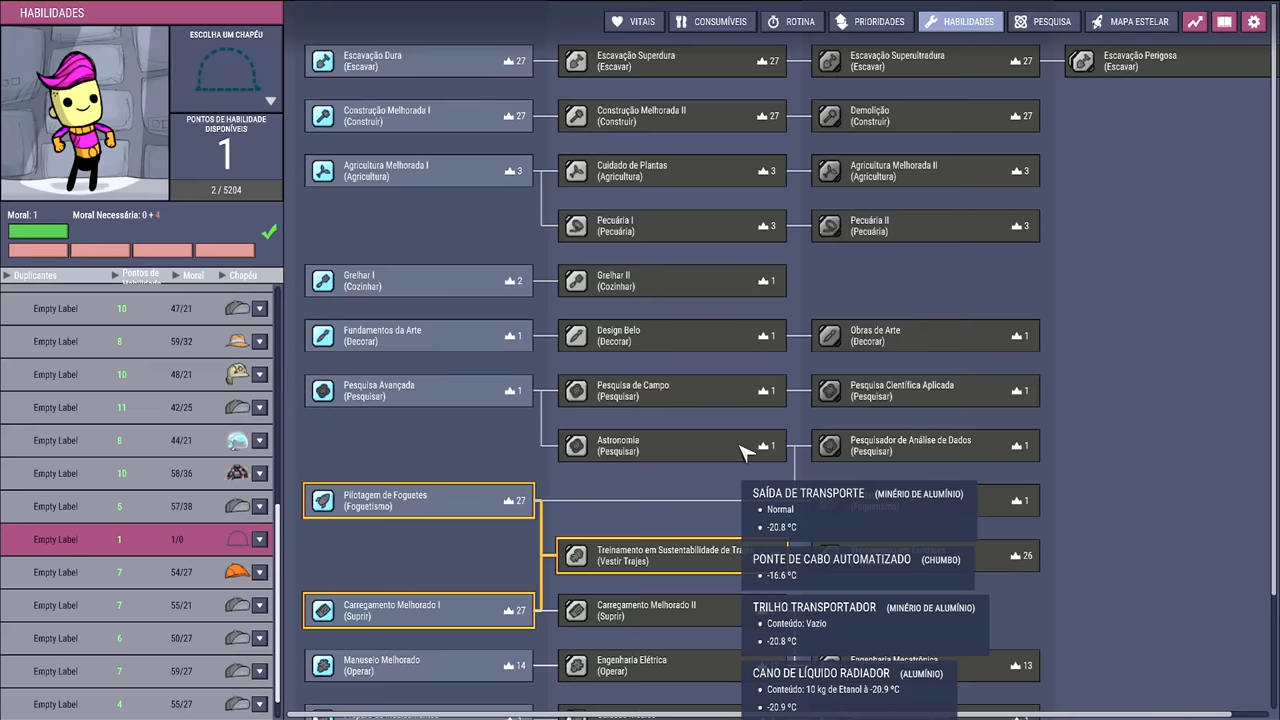 HABILIDADES
VITAIS
CONSUMÍVEIS
ROTINA
PRIORIDADES
HABILIDADES
PESQUISA
MAPA ESTELAR
ESCOLHA UM CHAPÉU
PONTOS DE HABILIDADE DISPONÍVEIS
1
2 / 5204
Moral: 1
Moral Necessária: 0 + 4
Duplicantes
Pontos de Habilidade
Moral
Chapéu
Empty Label 10 47/21
Empty Label 8 59/32
Empty Label 10 48/21
Empty Label 11 42/25
Empty Label 8 44/21
Empty Label 10 58/36
Empty Label 5 57/38
Empty Label 1 1/0
Empty Label 7 54/27
Empty Label 7 55/21
Empty Label 6 50/27
Empty Label 7 59/27
Empty Label 4 55/27
Escavação Dura
(Escavar)
27
Escavação Superdura
(Escavar)
27
Escavação Superultradura
(Escavar)
27
Escavação Perigosa
(Escavar)
Construção Melhorada I
(Construir)
27
Construção Melhorada II
(Construir)
27
Demolição
(Construir)
27
Agricultura Melhorada I
(Agricultura)
3
Cuidado de Plantas
(Agricultura)
3
Agricultura Melhorada II
(Agricultura)
3
Pecuária I
(Pecuária)
3
Pecuária II
(Pecuária)
3
Grelhar I
(Cozinhar)
2
Grelhar II
(Cozinhar)
1
Fundamentos da Arte
(Decorar)
1
Design Belo
(Decorar)
1
Obras de Arte
(Decorar)
1
Pesquisa Avançada
(Pesquisar)
1
Pesquisa de Campo
(Pesquisar)
1
Pesquisa Científica Aplicada
(Pesquisar)
1
Astronomia
(Pesquisar)
1
Pesquisador de Análise de Dados
(Pesquisar)
1
Pilotagem de Foguetes
(Foguetismo)
27
1
Treinamento em Sustentabilidade de Tra
(Vestir Trajes)
26
Carregamento Melhorado I
(Suprir)
27
Carregamento Melhorado II
(Suprir)
Manuseio Melhorado
(Operar)
14
Engenharia Elétrica
(Operar)
Engenharia Mecatrônica
13
SAÍDA DE TRANSPORTE (MINÉRIO DE ALUMÍNIO)
• Normal
• -20.8 ºC
PONTE DE CABO AUTOMATIZADO (CHUMBO)
• -16.6 ºC
TRILHO TRANSPORTADOR (MINÉRIO DE ALUMÍNIO)
• Conteúdo: Vazio
• -20.8 ºC
CANO DE LÍQUIDO RADIADOR (ALUMÍNIO)
• Conteúdo: 10 kg de Etanol à -20.9 ºC
• -20.9 ºC